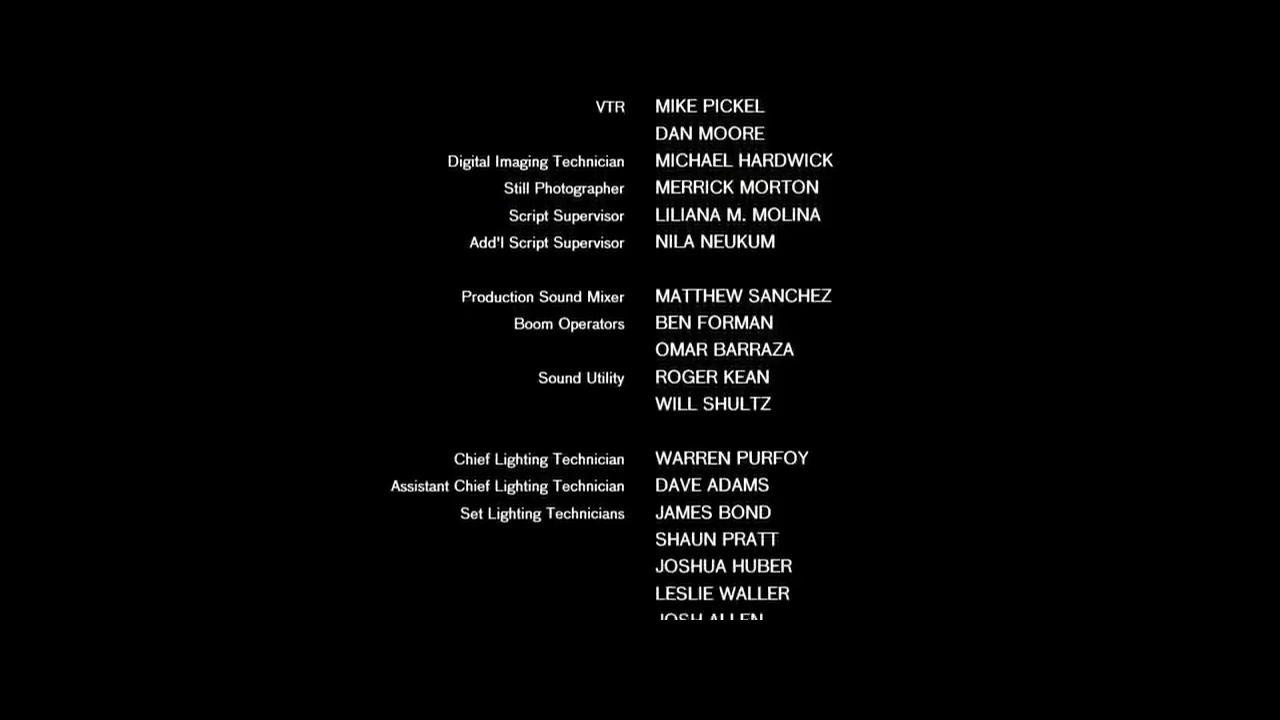 VTR MIKE PICKEL
DAN MOORE
Digital Imaging Technician MICHAEL HARDWICK
Still Photographer MERRICK MORTON
Script Supervisor LILIANA M. MOLINA
Add'l Script Supervisor NILA NEUKUM
Production Sound Mixer MATTHEW SANCHEZ
Boom Operators BEN FORMAN
OMAR BARRAZA
Sound Utility ROGER KEAN
WILL SHULTZ
Chief Lighting Technician WARREN PURFOY
Assistant Chief Lighting Technician DAVE ADAMS
Set Lighting Technicians JAMES BOND
SHAUN PRATT
JOSHUA HUBER
LESLIE WALLER
JOSH ALLEN